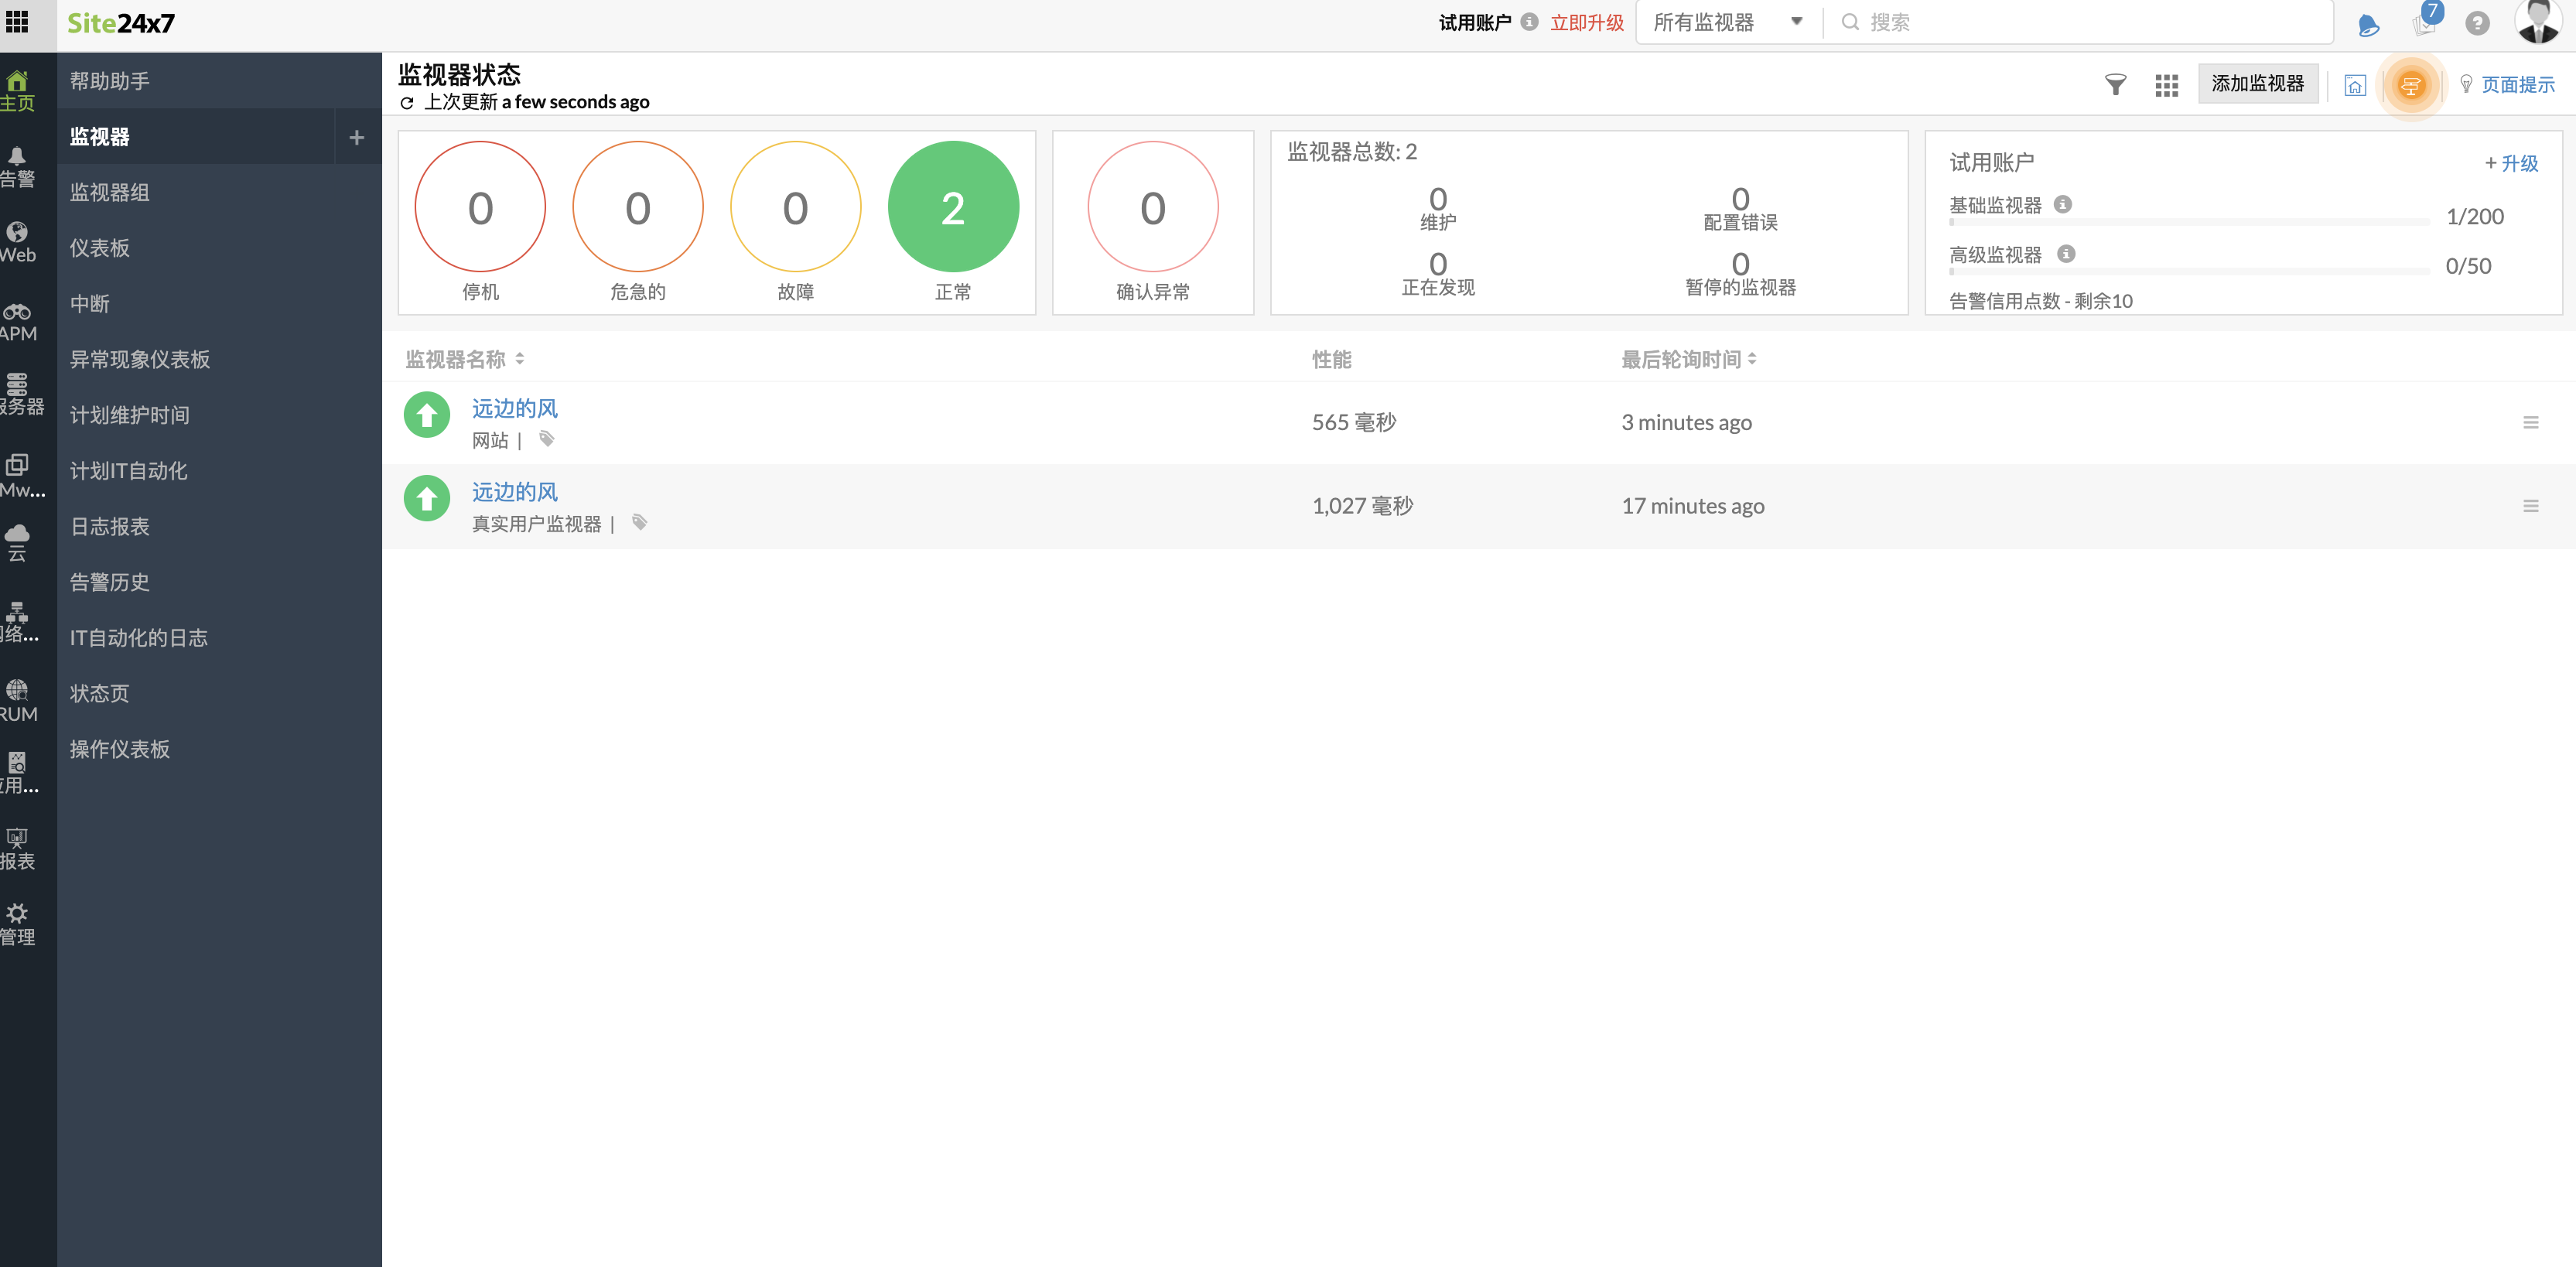 Site24x7
试用账户 立即升级 所有监视器 搜索 7
主页
告警
Web
APM
服务器
Mw...
云
络...
RUM
应用...
报表
管理
帮助助手
监视器 +
监视器组
仪表板
中断
异常现象仪表板
计划维护时间
计划IT自动化
日志报表
告警历史
IT自动化的日志
状态页
操作仪表板
监视器状态
上次更新 a few seconds ago
添加监视器 页面提示
0 停机
0 危急的
0 故障
2 正常
0 确认异常
监视器总数: 2
0 维护
0 配置错误
0 正在发现
0 暂停的监视器
试用账户 + 升级
基础监视器 1/200
高级监视器 0/50
告警信用点数 - 剩余10
监视器名称 性能 最后轮询时间
远边的风 565 毫秒 3 minutes ago
网站 |
远边的风 1,027 毫秒 17 minutes ago
真实用户监视器 |